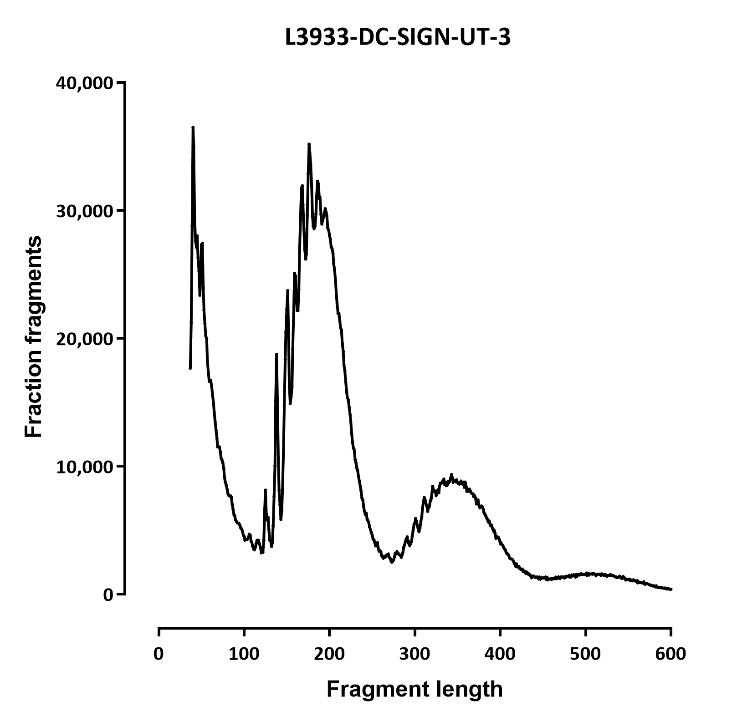 L3933-DC-SIGN-UT-3
40,000
30,000
20,000
10,000
0
Fraction fragments
0 100 200 300 400 500 600
Fragment length